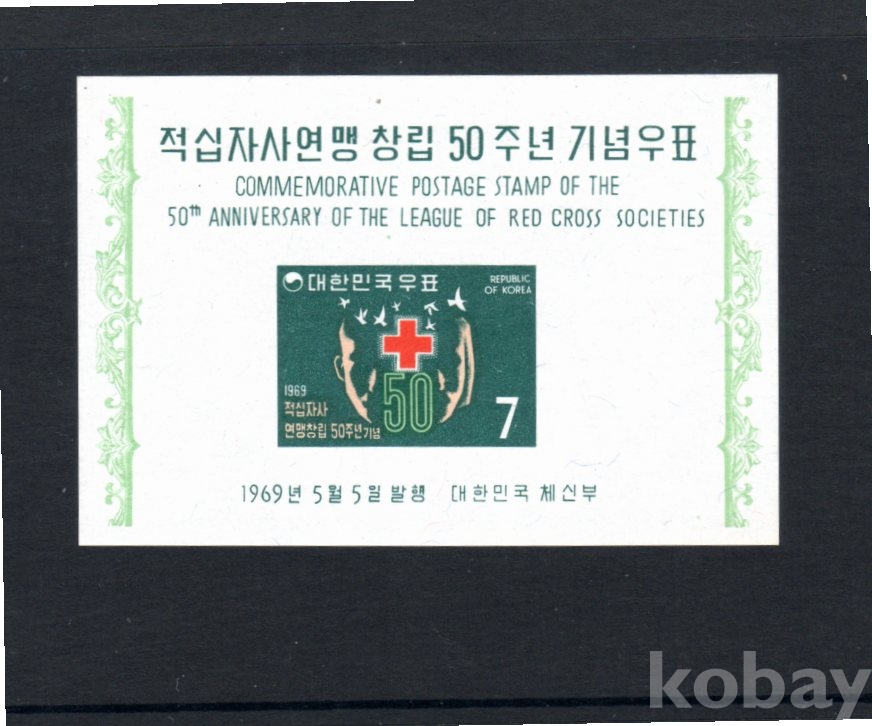 적십자사연맹 창립 50 주년 기념우표
COMMEMORATIVE POSTAGE STAMP OF THE
50th ANNIVERSARY OF THE LEAGUE OF RED CROSS SOCIETIES
대한민국우표
REPUBLIC
OF KOREA
50
1969
적십자사
연맹창립 50주년기념
7
1969년 5월 5일 발행 대한민국 체신부
kobay